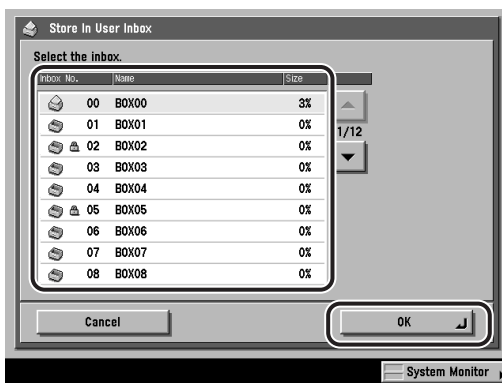 Store In User Inbox
Select the inbox.
Inbox No. Name Size
00 BOX00 3%
01 BOX01 0%
02 BOX02 0%
03 BOX03 0%
04 BOX04 0%
05 BOX05 0%
06 BOX06 0%
07 BOX07 0%
08 BOX08 0%
1/12
Cancel OK
System Monitor